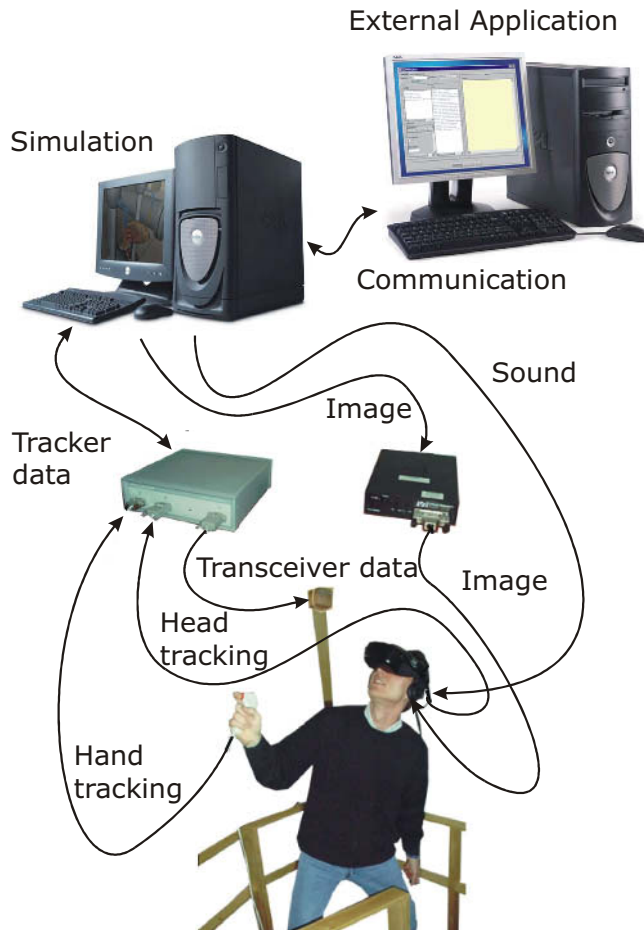 External Application
Simulation
Communication
Sound
Image
Tracker
data
Transceiver data
Image
Head
tracking
Hand
tracking